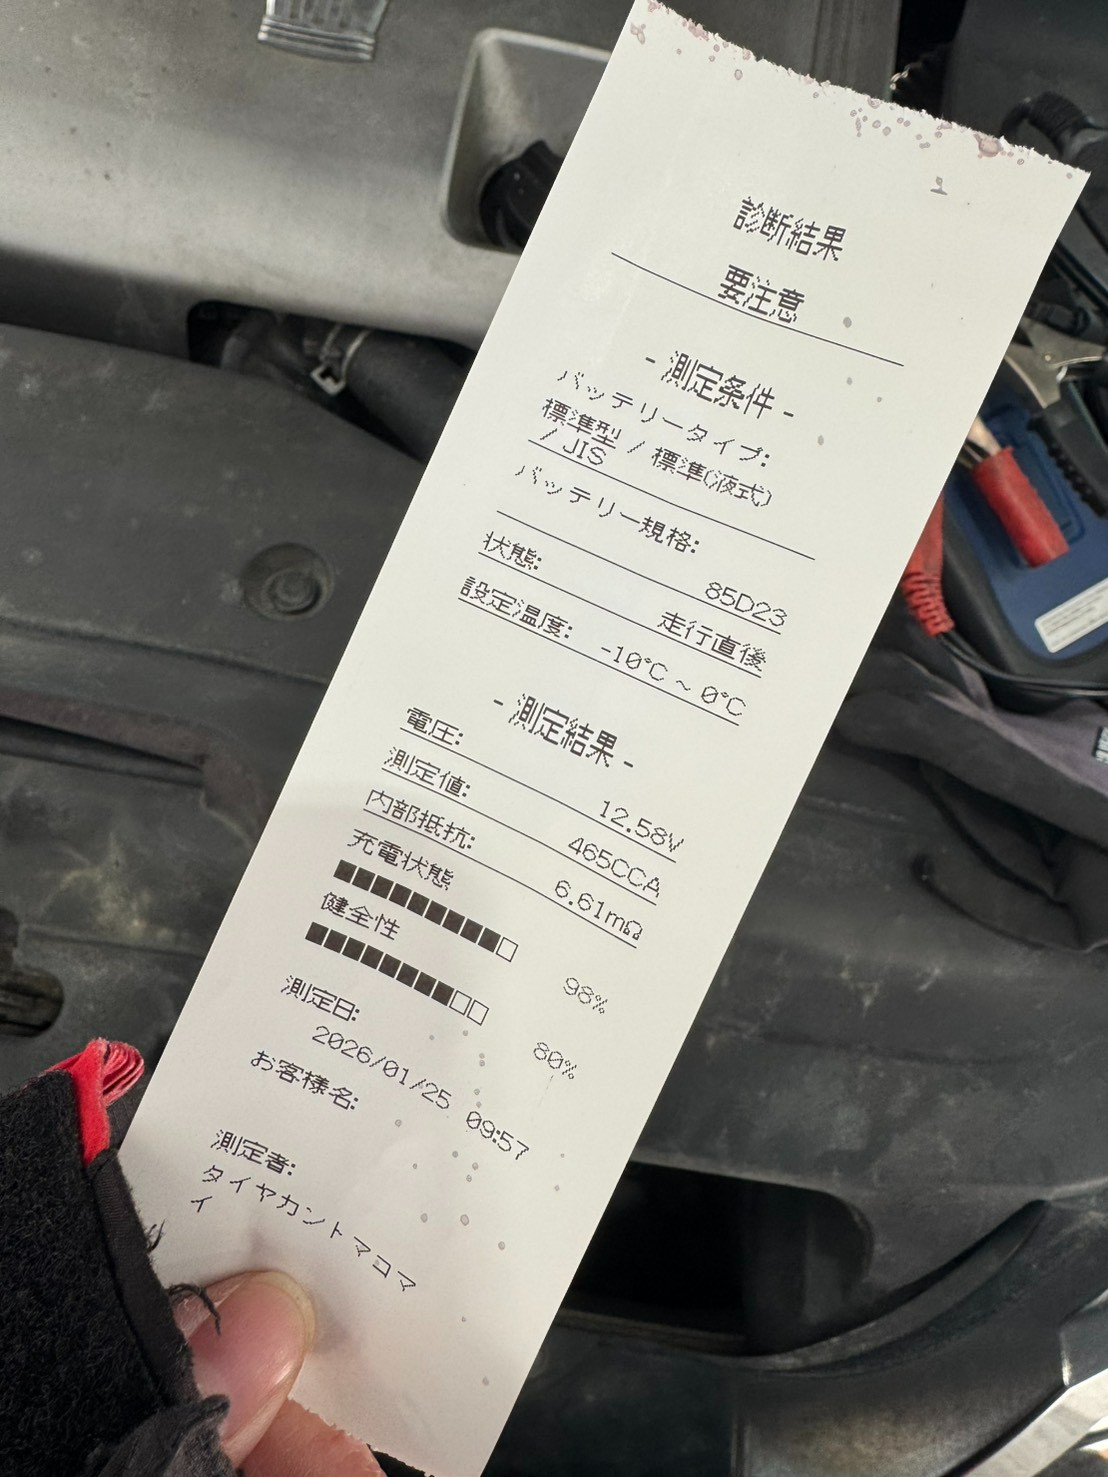 診断結果
要注意
- 測定条件 -
バッテリータイプ:
標準型 / 標準(液式)
/ JIS
バッテリー規格:
85D23
状態:
走行直後
設定温度:
-10℃ ~ 0℃
- 測定結果 -
電圧:
12.58V
測定値:
465CCA
内部抵抗:
6.61mΩ
充電状態
98%
健全性
80%
測定日:
2026/01/25 09:57
お客様名:
測定者:
タイヤカントマコマ
イ